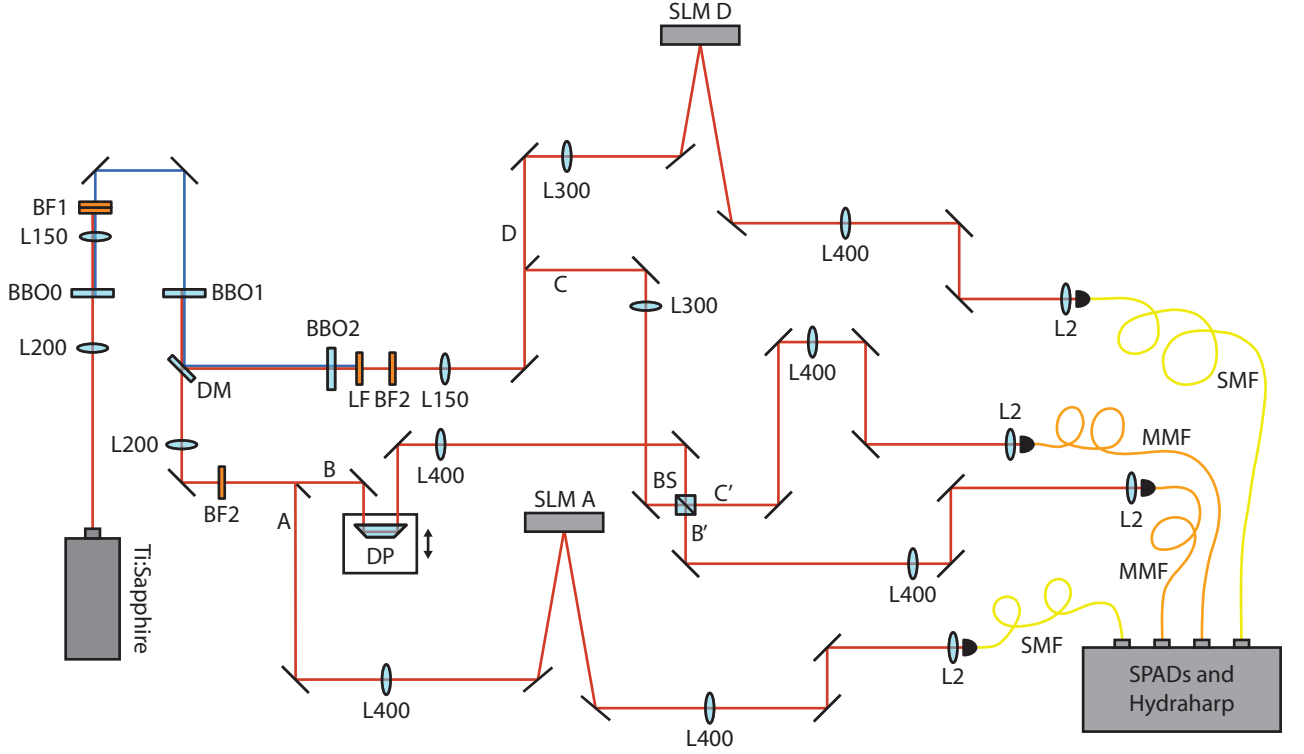 SLM D
L300
BF1
L150
L400
D
C
BBO0
BBO1
L300
L2
BBO2
L200
SMF
DM
LF
BF2
L150
L400
L200
L2
MMF
B
L400
BS
C'
SLM A
L2
BF2
A
B'
DP
Ti:Sapphire
L400
MMF
SMF
L2
SPADs and
Hydraharp
L400
L400